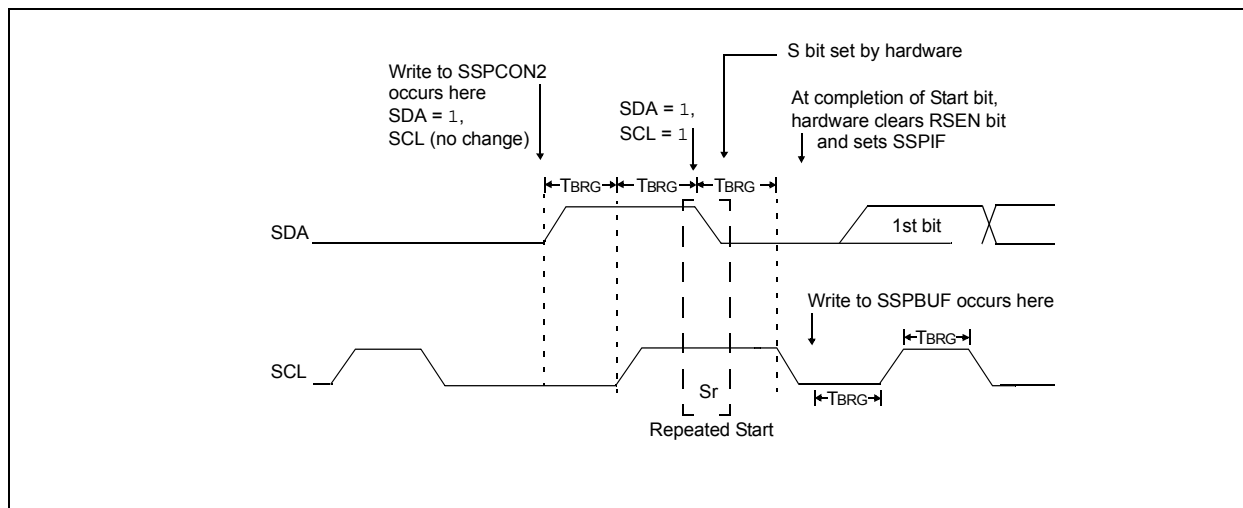 S bit set by hardware
Write to SSPCON2
occurs here
SDA = 1,
SCL (no change)
SDA = 1,
SCL = 1
At completion of Start bit,
hardware clears RSEN bit
and sets SSPIF
TBRG TBRG TBRG
SDA
1st bit
Write to SSPBUF occurs here
TBRG
SCL
Sr
TBRG
Repeated Start